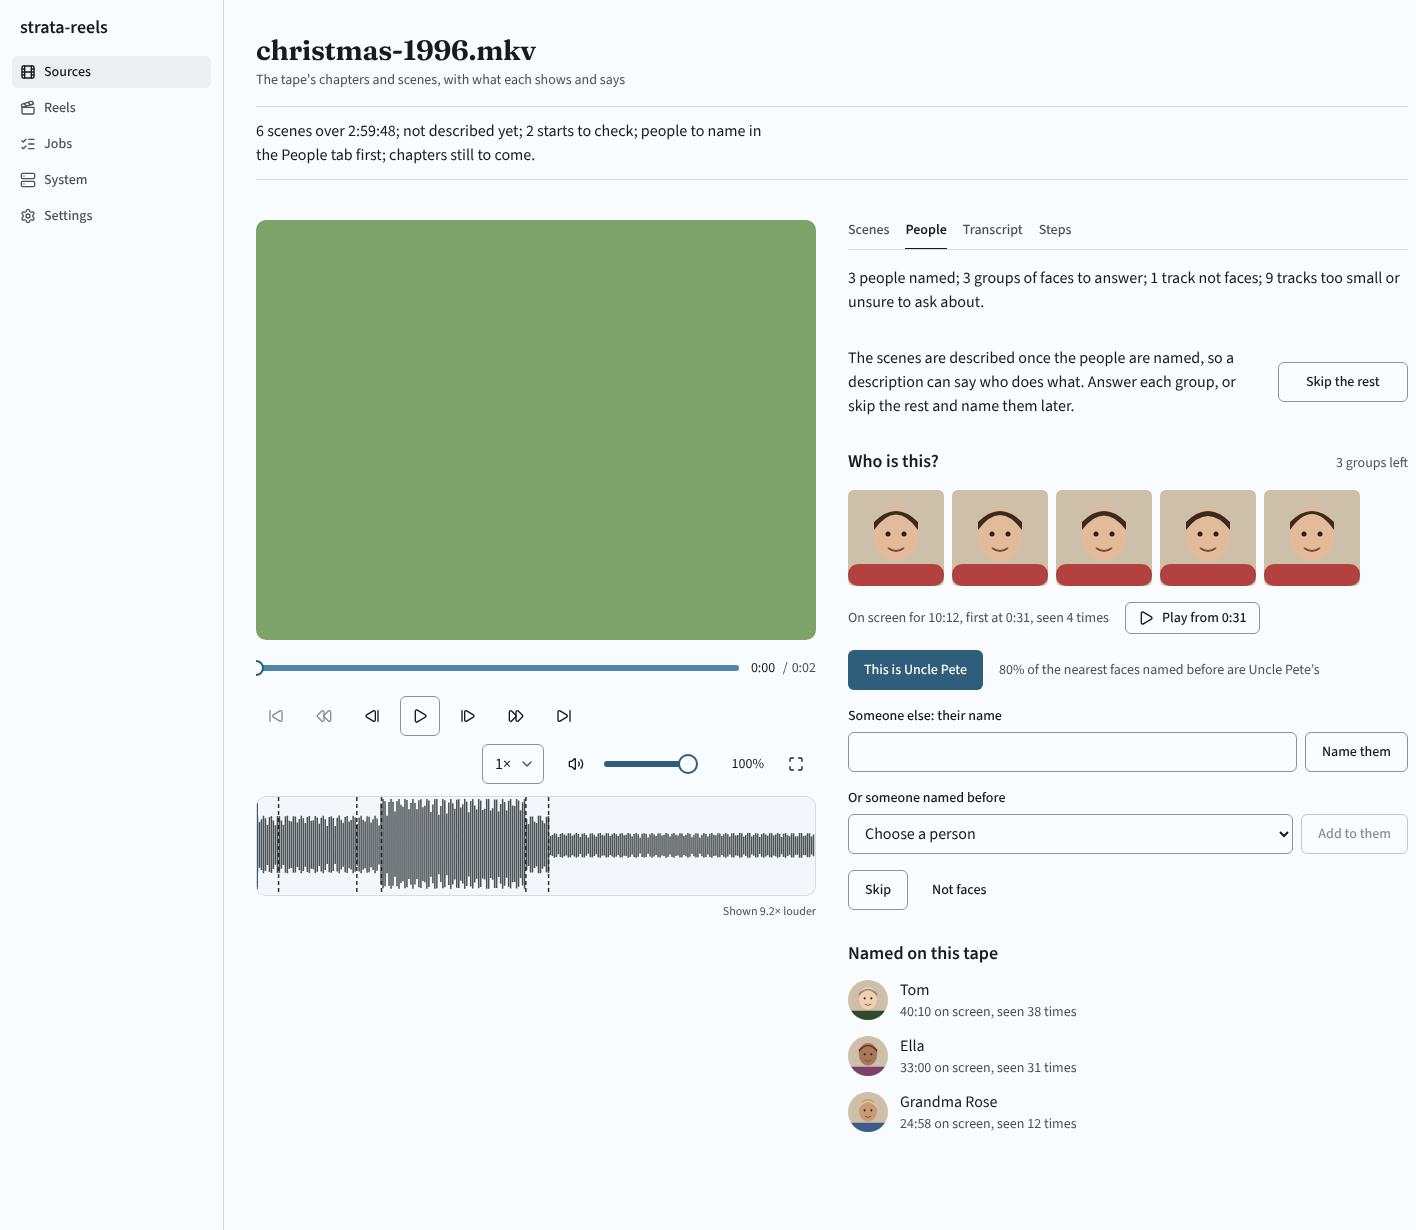 strata-reels
Sources
Reels
Jobs
System
Settings
christmas-1996.mkv
The tape's chapters and scenes, with what each shows and says
6 scenes over 2:59:48; not described yet; 2 starts to check; people to name in
the People tab first; chapters still to come.
0:00 / 0:02
1×
100%
Shown 9.2× louder
Scenes People Transcript Steps
3 people named; 3 groups of faces to answer; 1 track not faces; 9 tracks too small or
unsure to ask about.
The scenes are described once the people are named, so a
description can say who does what. Answer each group, or
skip the rest and name them later.
Skip the rest
Who is this?
3 groups left
On screen for 10:12, first at 0:31, seen 4 times
Play from 0:31
This is Uncle Pete
80% of the nearest faces named before are Uncle Pete’s
Someone else: their name
Name them
Or someone named before
Choose a person
Add to them
Skip
Not faces
Named on this tape
Tom
40:10 on screen, seen 38 times
Ella
33:00 on screen, seen 31 times
Grandma Rose
24:58 on screen, seen 12 times